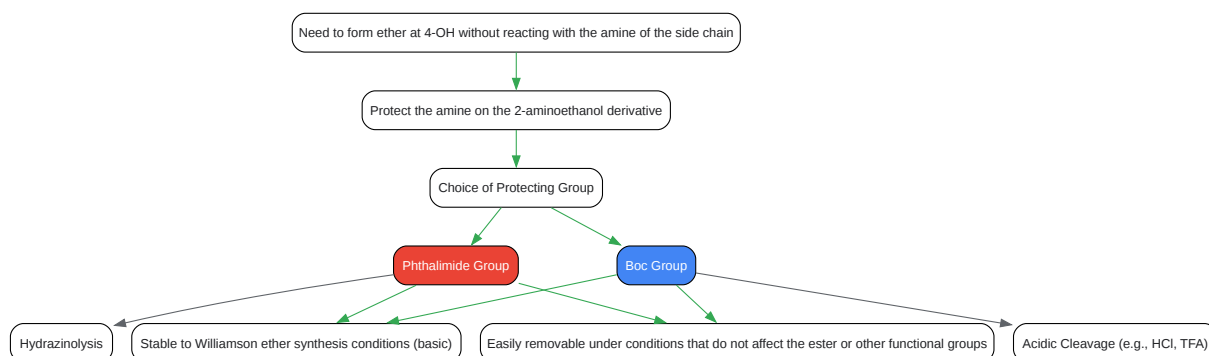 Need to form ether at 4-OH without reacting with the amine of the side chain
Protect the amine on the 2-aminoethanol derivative
Choice of Protecting Group
Phthalimide Group
Boc Group
Hydrazinolysis
Stable to Williamson ether synthesis conditions (basic)
Easily removable under conditions that do not affect the ester or other functional groups
Acidic Cleavage (e.g., HCl, TFA)